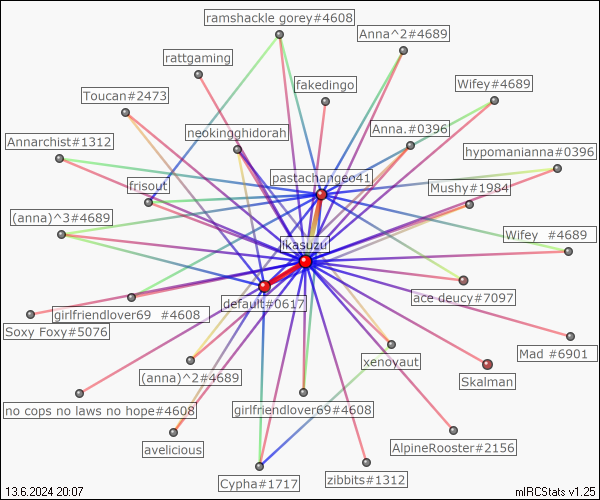 ramshackle gorey#4608
Anna^2#4689
rattgaming
fakedingo
Wifey#4689
Toucan#2473
neokingghidorah
Anna.#0396
Annarchist#1312
hypomanianna#0396
pastachangeo41
frisout
Mushy#1984
(anna)^3#4689
Wifey #4689
Ikasuzu
ace deucy#7097
default#0617
girlfriendlover69 #4608
Soxy Foxy#5076
Mad #6901
xenoyaut
(anna)^2#4689
Skalman
no cops no laws no hope#4608
girlfriendlover69#4608
avelicious
AlpineRooster#2156
Cypha#1717
zibbits#1312
13.6.2024 20:07
mIRCStats v1.25